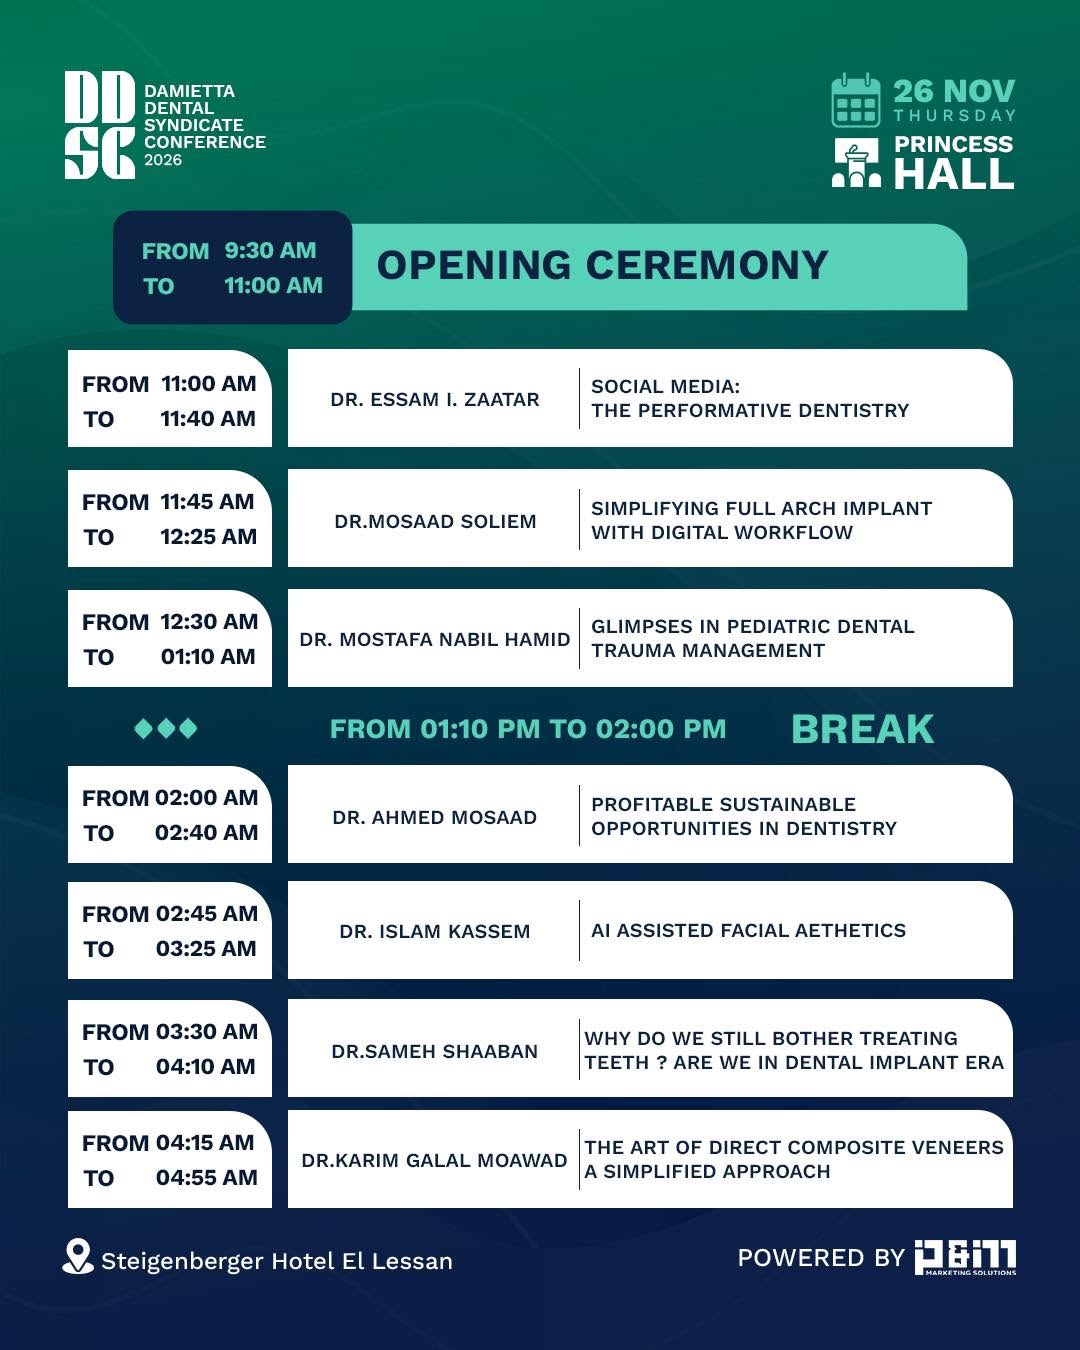 DDSC
DAMIETTA
DENTAL
SYNDICATE
CONFERENCE
2026
26 NOV
THURSDAY
PRINCESS
HALL
FROM 9:30 AM
TO 11:00 AM
OPENING CEREMONY
FROM 11:00 AM
TO 11:40 AM
DR. ESSAM I. ZAATAR
SOCIAL MEDIA:
THE PERFORMATIVE DENTISTRY
FROM 11:45 AM
TO 12:25 AM
DR.MOSAAD SOLIEM
SIMPLIFYING FULL ARCH IMPLANT
WITH DIGITAL WORKFLOW
FROM 12:30 AM
TO 01:10 AM
DR. MOSTAFA NABIL HAMID
GLIMPSES IN PEDIATRIC DENTAL
TRAUMA MANAGEMENT
FROM 01:10 PM TO 02:00 PM BREAK
FROM 02:00 AM
TO 02:40 AM
DR. AHMED MOSAAD
PROFITABLE SUSTAINABLE
OPPORTUNITIES IN DENTISTRY
FROM 02:45 AM
TO 03:25 AM
DR. ISLAM KASSEM
AI ASSISTED FACIAL AETHETICS
FROM 03:30 AM
TO 04:10 AM
DR.SAMEH SHAABAN
WHY DO WE STILL BOTHER TREATING
TEETH ? ARE WE IN DENTAL IMPLANT ERA
FROM 04:15 AM
TO 04:55 AM
DR.KARIM GALAL MOAWAD
THE ART OF DIRECT COMPOSITE VENEERS
A SIMPLIFIED APPROACH
Steigenberger Hotel El Lessan
POWERED BY P&M
MARKETING SOLUTIONS